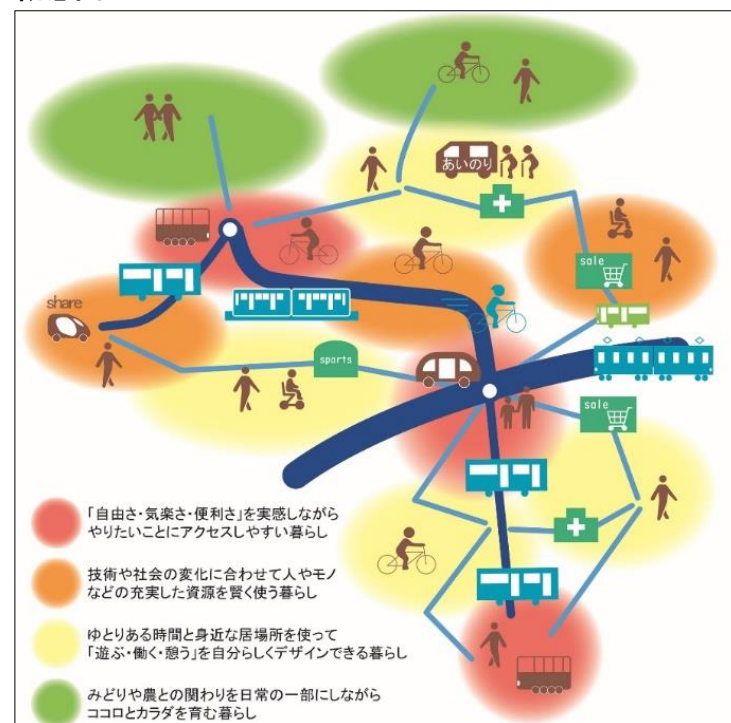 あいのり
sale
share
sports
sale
「自由さ・気楽さ・便利さ」を実感しながら
やりたいことにアクセスしやすい暮らし
技術や社会の変化に合わせて人やモノ
などの充実した資源を賢く使う暮らし
ゆとりある時間と身近な居場所を使って
「遊ぶ・働く・憩う」を自分らしくデザインできる暮らし
みどりや農との関わりを日常の一部にしながら
ココロとカラダを育む暮らし